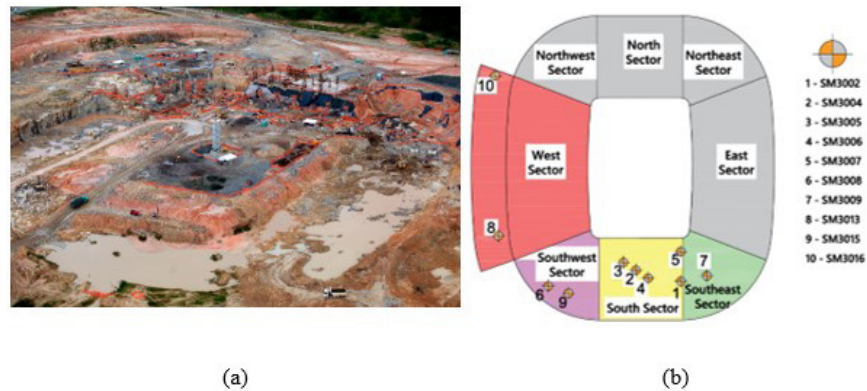 North
Sector
Northwest
Sector
Northeast
Sector
10
West
Sector
East
Sector
8
Southwest
Sector
3
2
4
5
7
6
9
1
Southeast
Sector
South Sector
1 - SM3002
2 - SM3004
3 - SM3005
4 - SM3006
5 - SM3007
6 - SM3008
7 - SM3009
8 - SM3013
9 - SM3015
10 - SM3016
(a)
(b)